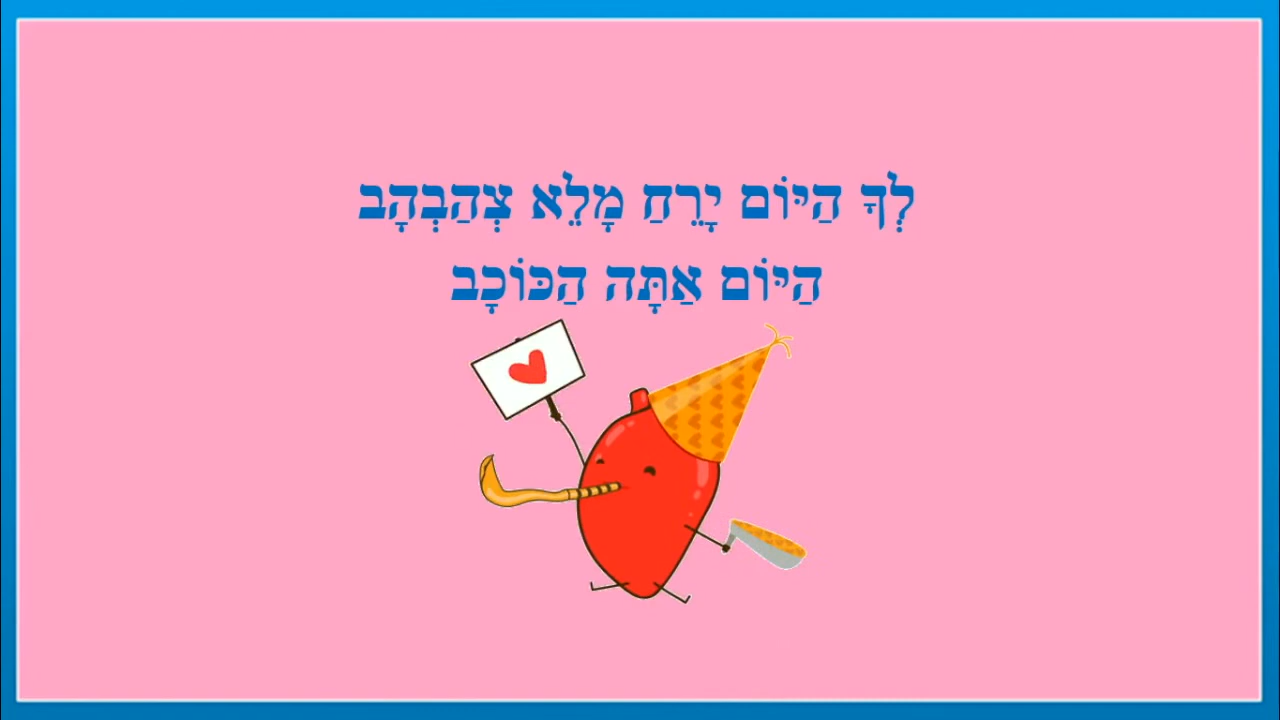 לְךָ הַיּוֹם יָרֵחַ מָלֵא צְהַבְהָב
הַיּוֹם אַתָּה הַכּוֹכָב